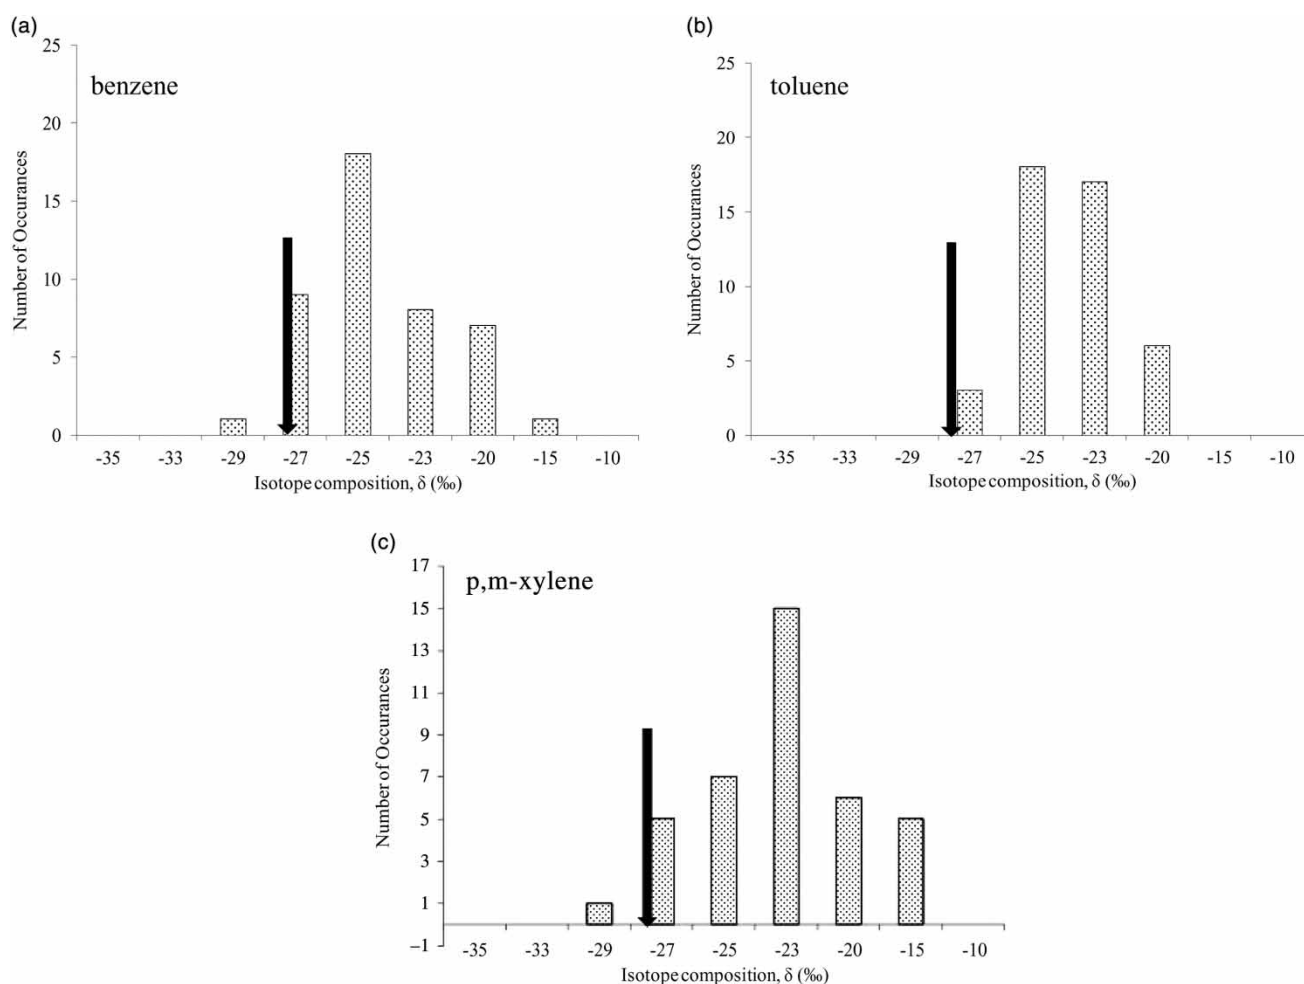 (a)
benzene
Number of Occurances
25
20
15
10
5
0
-35 -33 -29 -27 -25 -23 -20 -15 -10
Isotope composition, δ (‰)
(b)
toluene
Number of Occurances
25
20
15
10
5
0
-35 -33 -29 -27 -25 -23 -20 -15 -10
Isotope composition, δ (‰)
(c)
p,m-xylene
Number of Occurances
17
15
13
11
9
7
5
3
1
−1
-35 -33 -29 -27 -25 -23 -20 -15 -10
Isotope composition, δ (‰)